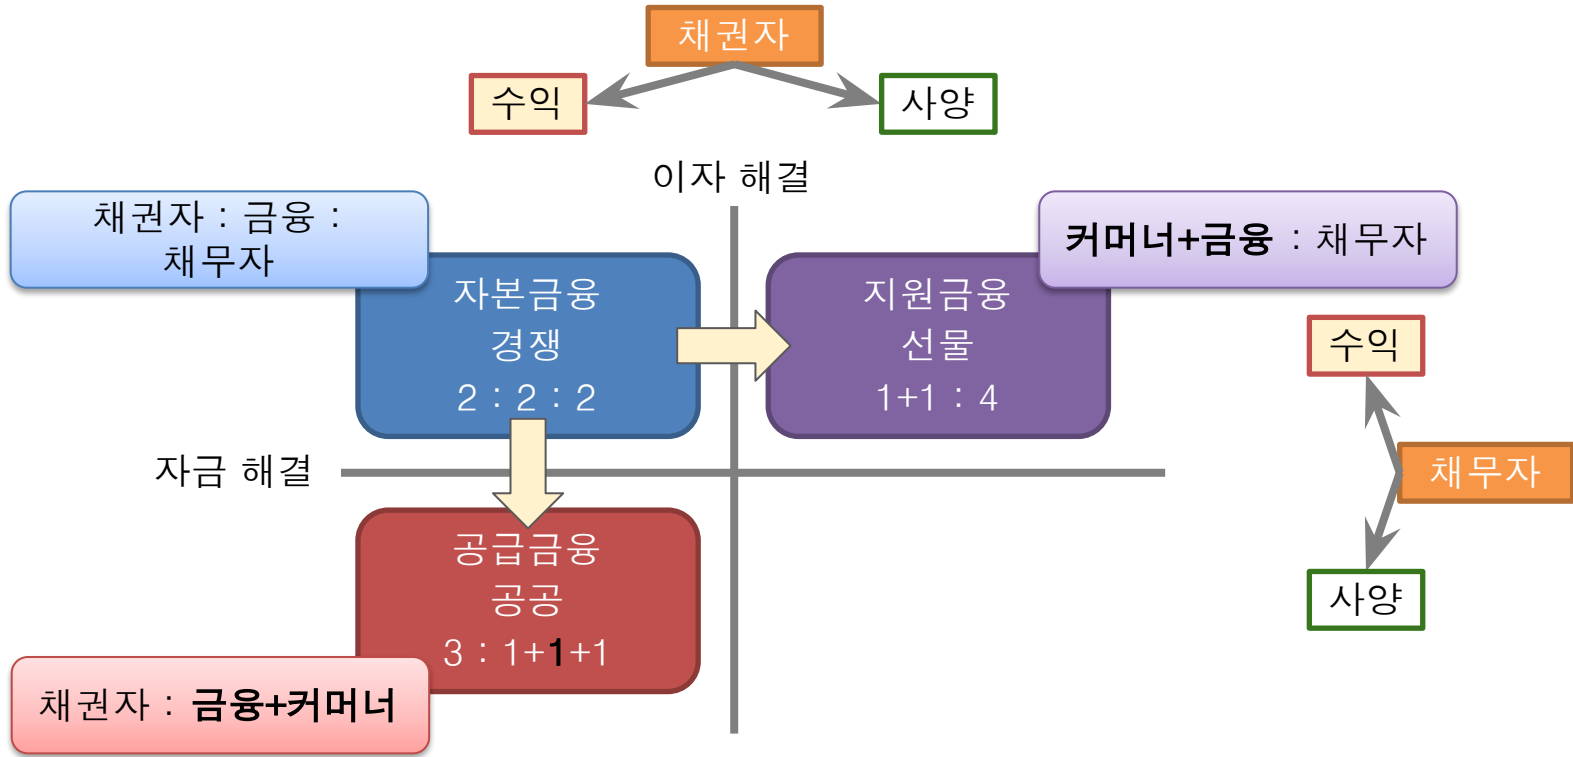 채권자
수익
사양
이자 해결
채권자 : 금융 :
채무자
커머너+금융 : 채무자
자본금융
경쟁
2 : 2 : 2
지원금융
선물
1+1 : 4
수익
자금 해결
채무자
공급금융
공공
3 : 1+1+1
사양
채권자 : 금융+커머너